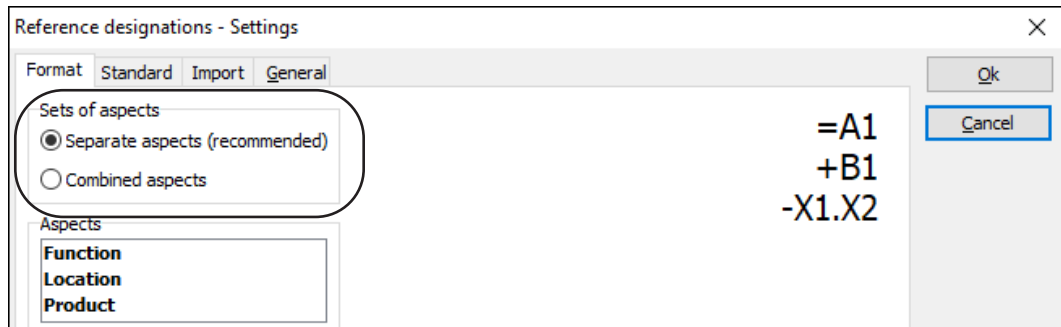 Reference designations - Settings
Format Standard Import General
Ok
Sets of aspects
Separate aspects (recommended)
Combined aspects
=A1
+B1
-X1.X2
Cancel
Aspects
Function
Location
Product